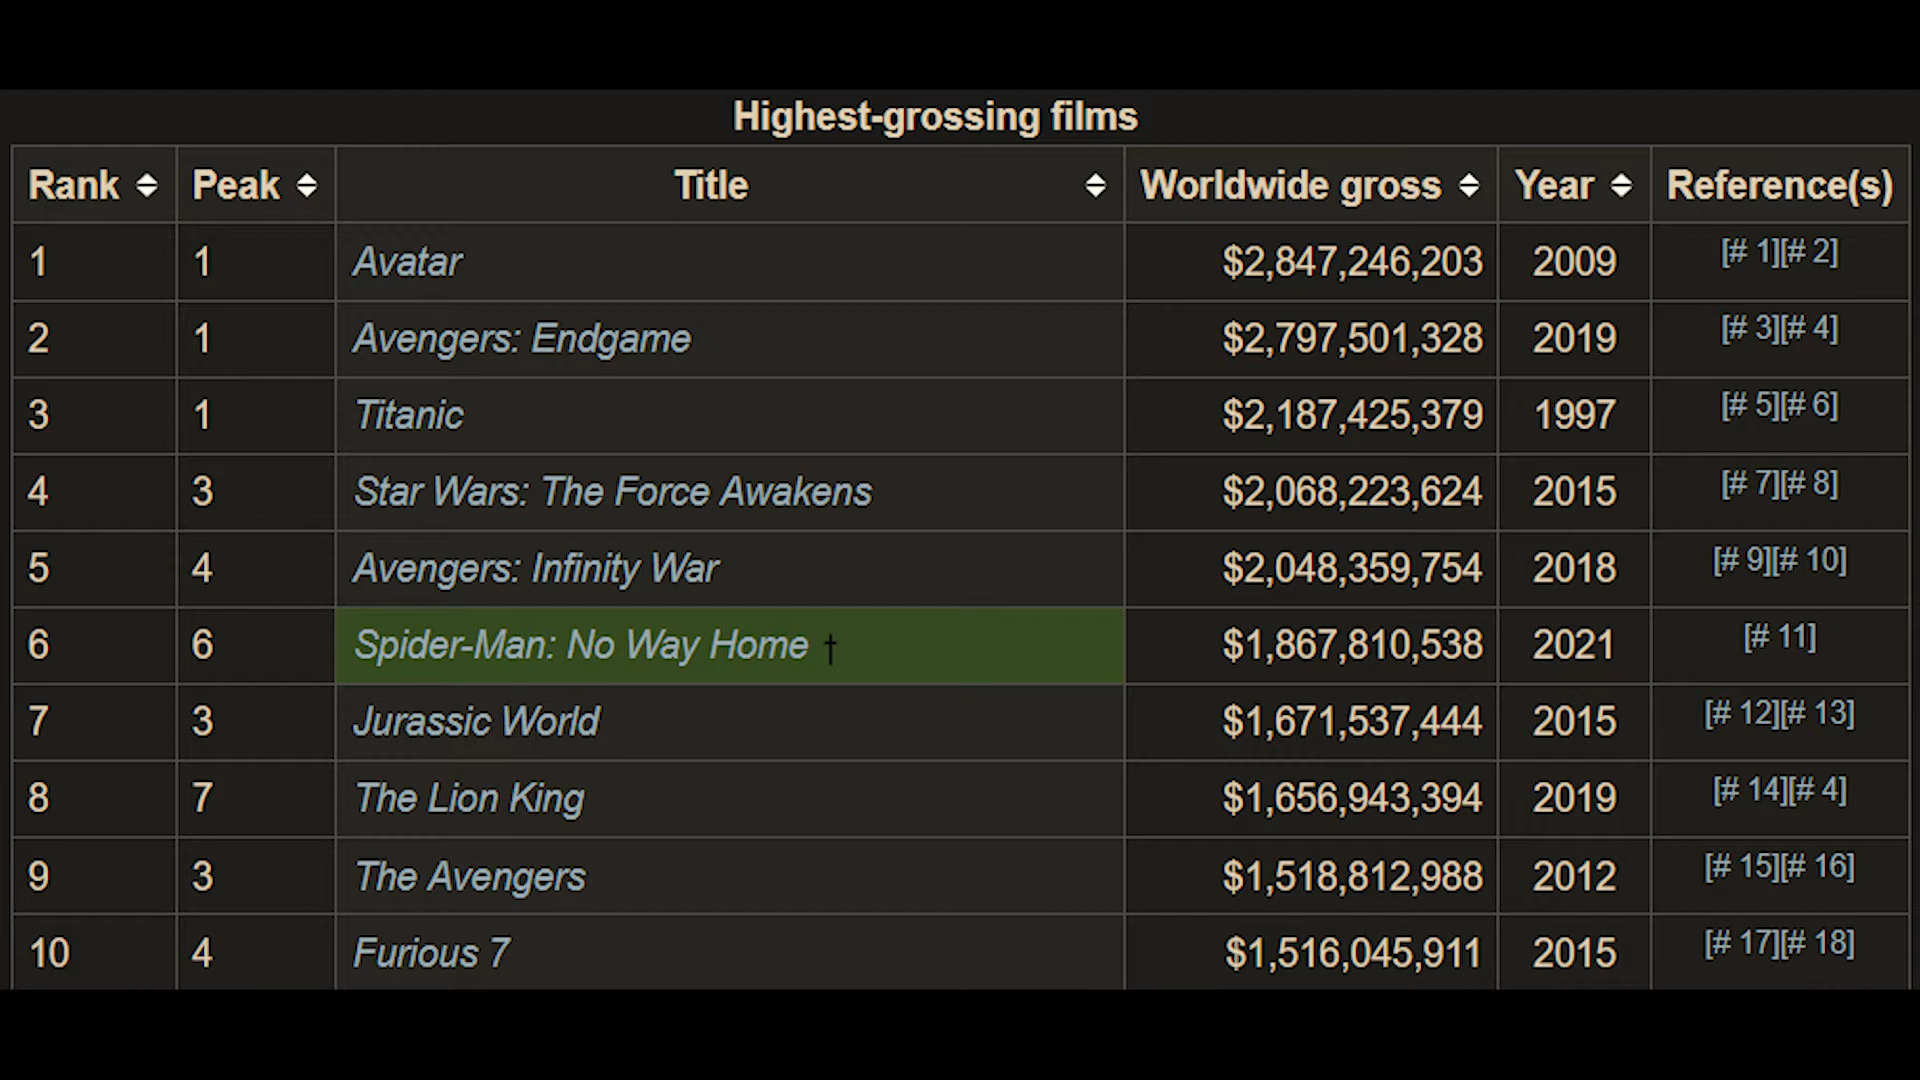 Highest-grossing films
Rank Peak Title Worldwide gross Year Reference(s)
1 1 Avatar $2,847,246,203 2009 [# 1][# 2]
2 1 Avengers: Endgame $2,797,501,328 2019 [# 3][# 4]
3 1 Titanic $2,187,425,379 1997 [# 5][# 6]
4 3 Star Wars: The Force Awakens $2,068,223,624 2015 [# 7][# 8]
5 4 Avengers: Infinity War $2,048,359,754 2018 [# 9][# 10]
6 6 Spider-Man: No Way Home † $1,867,810,538 2021 [# 11]
7 3 Jurassic World $1,671,537,444 2015 [# 12][# 13]
8 7 The Lion King $1,656,943,394 2019 [# 14][# 4]
9 3 The Avengers $1,518,812,988 2012 [# 15][# 16]
10 4 Furious 7 $1,516,045,911 2015 [# 17][# 18]